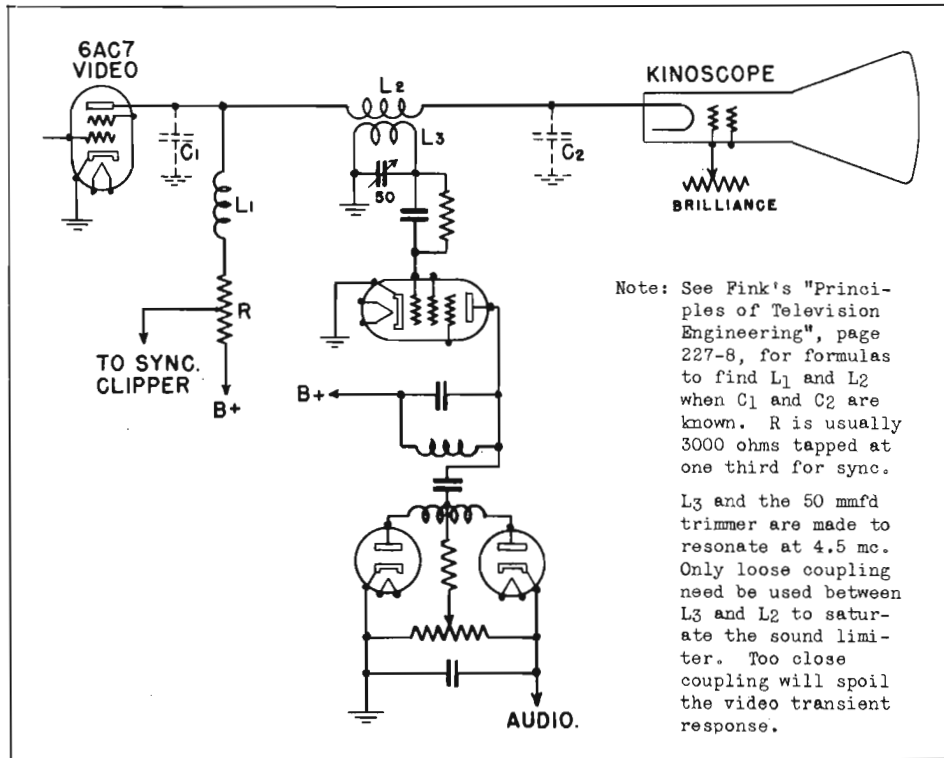 6AC7
VIDEO
KINOSCOPE
L2
L3
C1
C2
50
L1
BRILLIANCE
R
TO SYNC.
CLIPPER
B+
B+
AUDIO.
Note: See Fink's "Princi-
ples of Television
Engineering", page
227-8, for formulas
to find L1 and L2
when C1 and C2 are
known. R is usually
3000 ohms tapped at
one third for sync.
L3 and the 50 mmfd
trimmer are made to
resonate at 4.5 mc.
Only loose coupling
need be used between
L3 and L2 to satur-
ate the sound limi-
ter. Too close
coupling will spoil
the video transient
response.